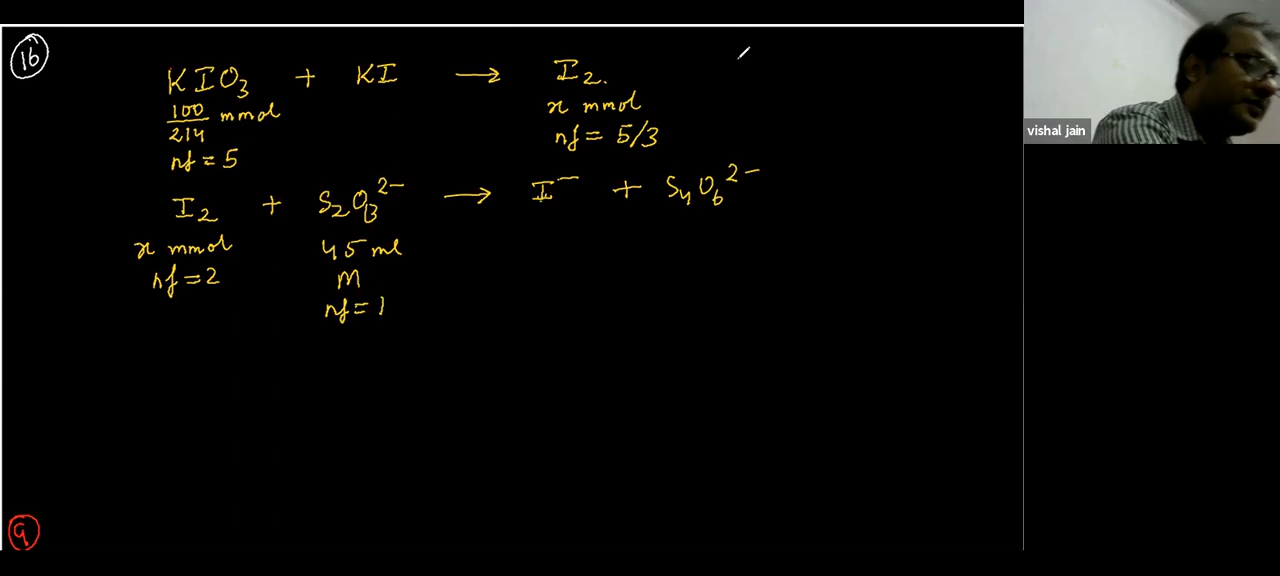 16
KIO3 + KI → I2.
100/214 mmol
x mmol
nf = 5
nf = 5/3
I2 + S2O3^2- → I^- + S4O6^2-
x mmol
45 ml
nf = 2
M
nf = 1
9
vishal jain